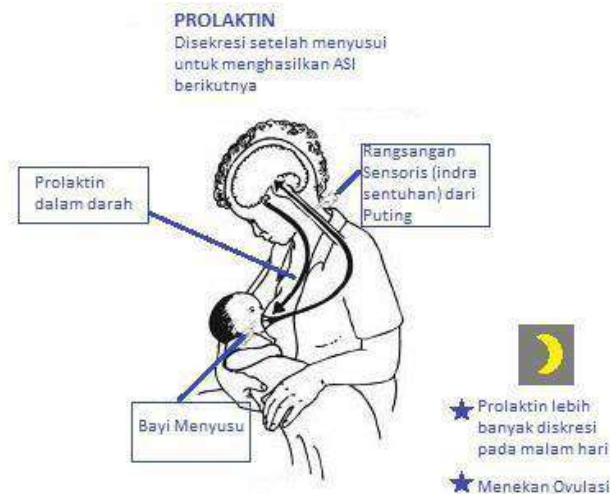 PROLAKTIN
Disekresi setelah menyusui
untuk menghasilkan ASI
berikutnya
Rangsangan
Sensoris (indra
sentuhan) dari
Puting
Prolaktin
dalam darah
Bayi Menyusu
Prolaktin lebih
banyak diskresi
pada malam hari
Menekan Ovulasi